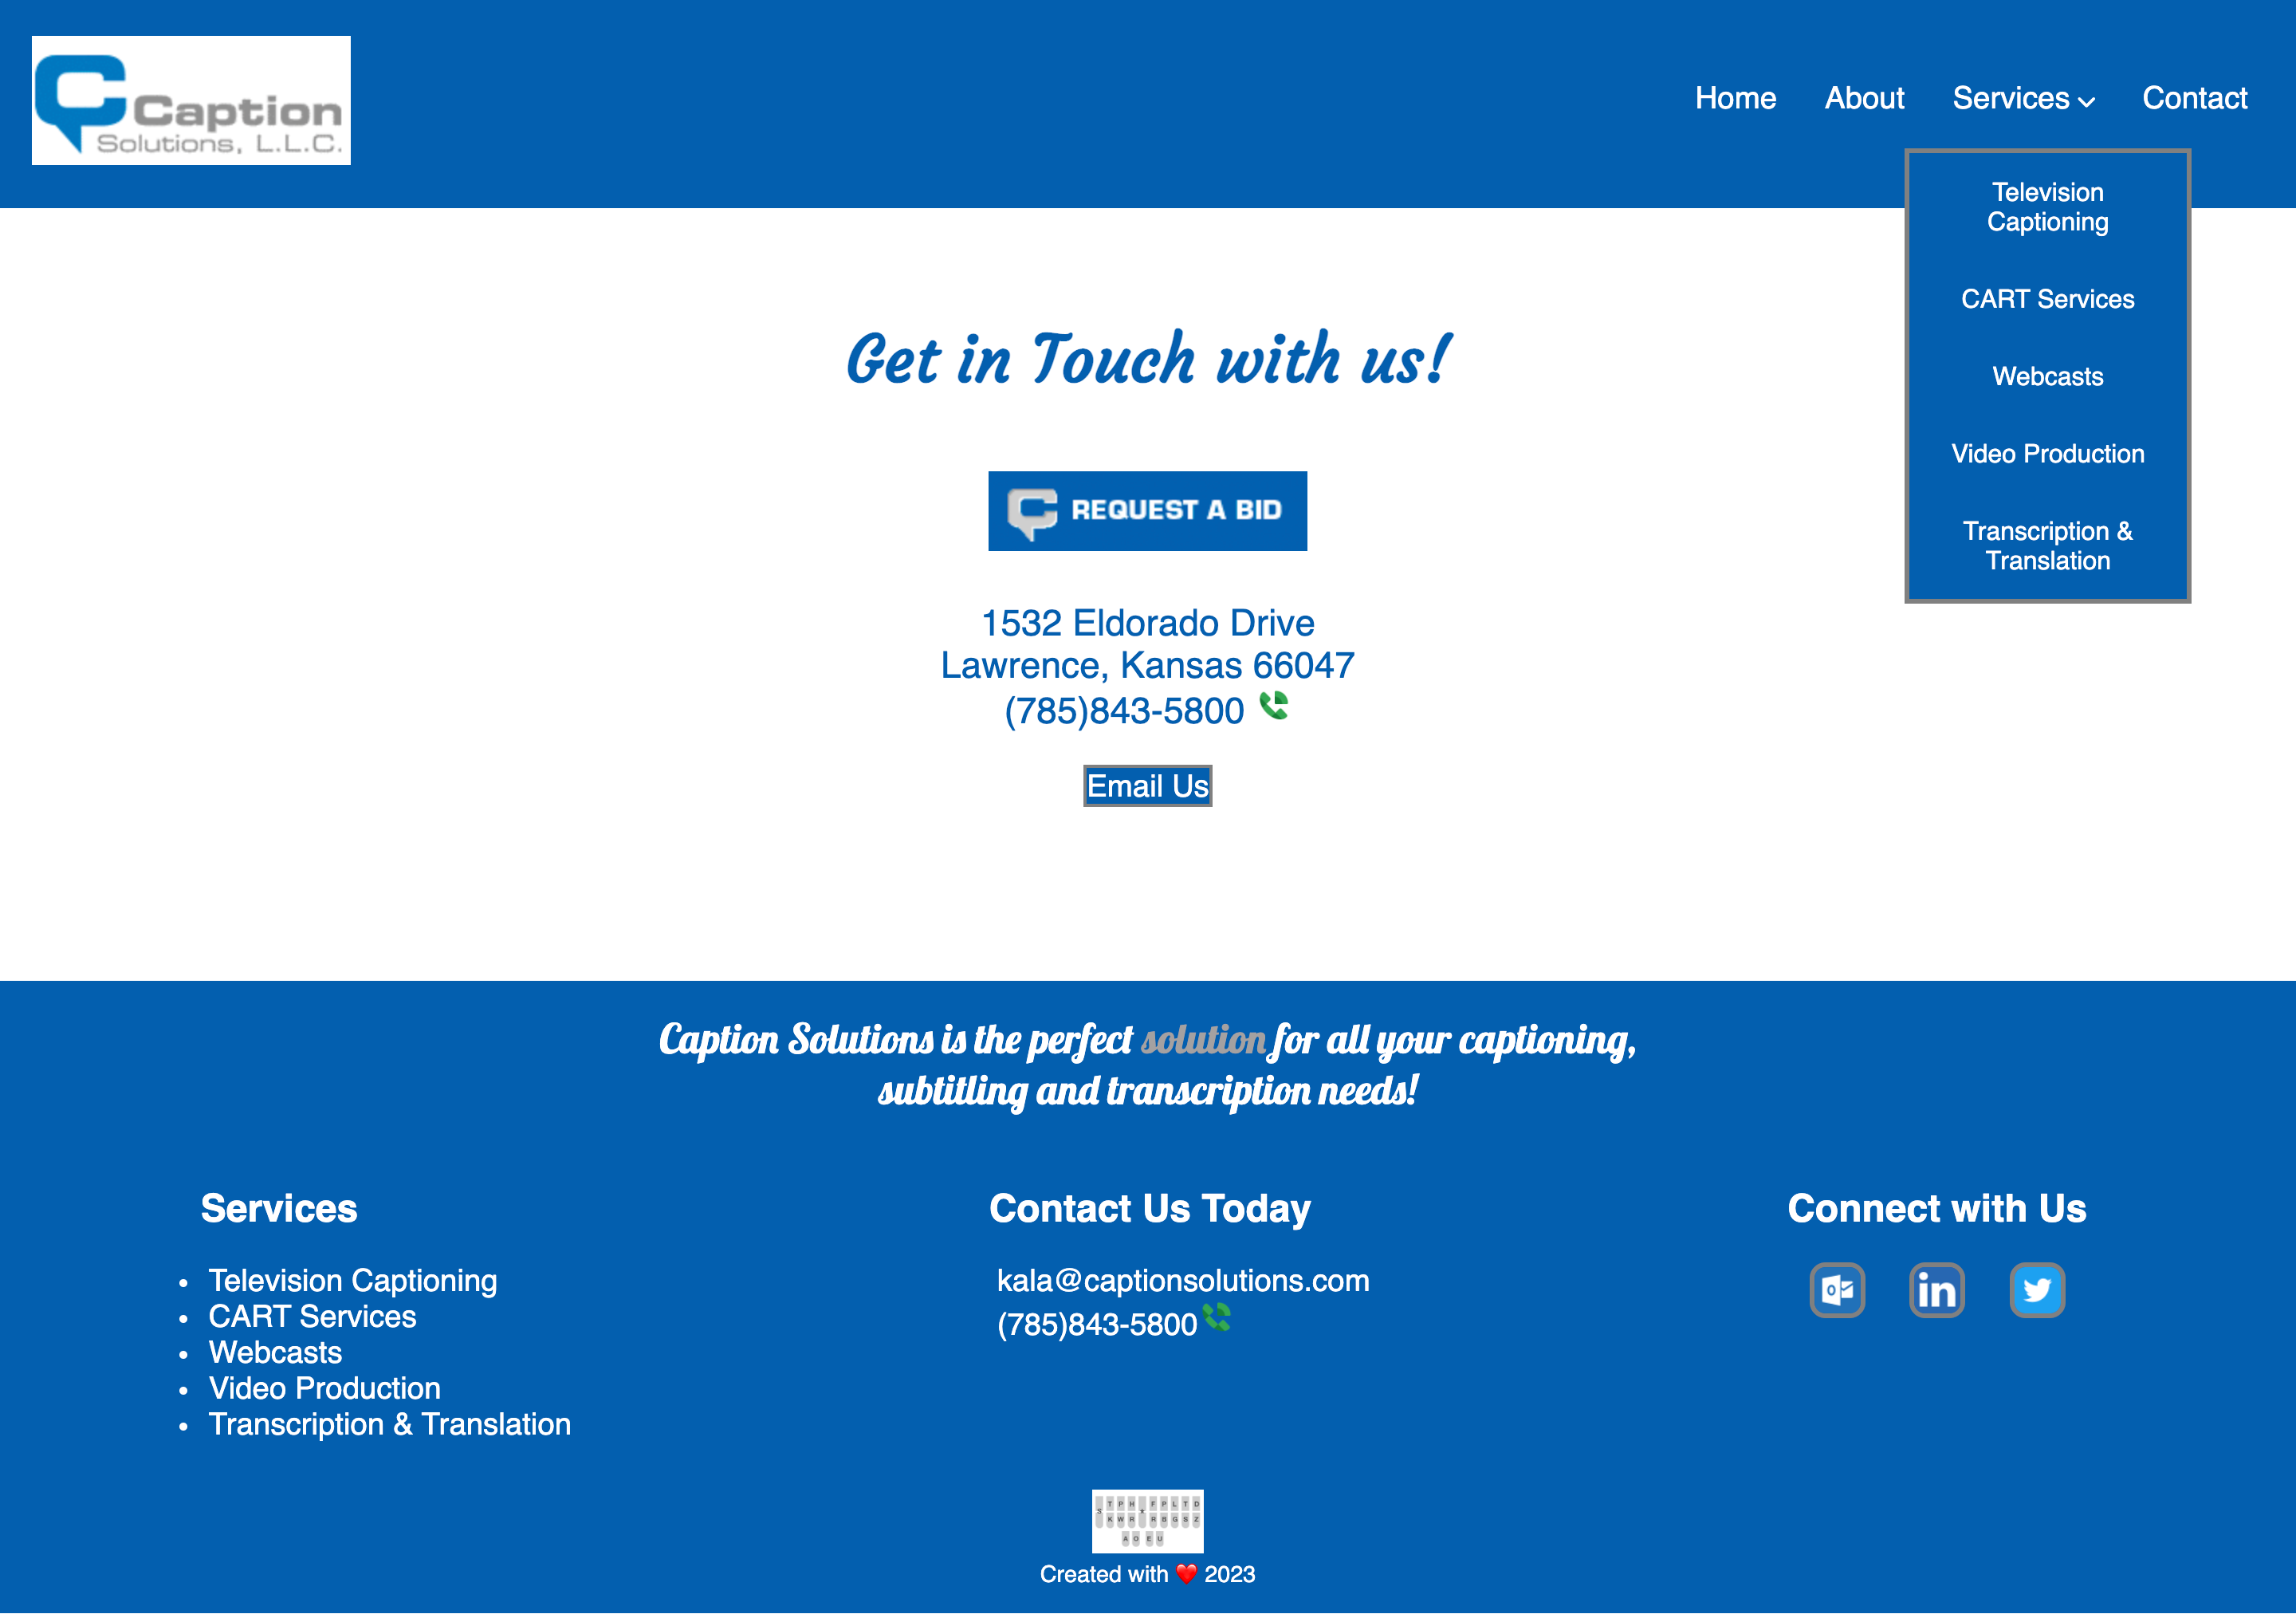 Caption
Solutions, L.L.C.
Home About Services Contact
Television
Captioning
CART Services
Webcasts
Video Production
Transcription &
Translation
Get in Touch with us!
REQUEST A BID
1532 Eldorado Drive
Lawrence, Kansas 66047
(785)843-5800
Email Us
Caption Solutions is the perfect solution for all your captioning,
subtitling and transcription needs!
Services
Television Captioning
CART Services
Webcasts
Video Production
Transcription & Translation
Contact Us Today
kala@captionsolutions.com
(785)843-5800
Connect with Us
in
S T P H * F P L T D
K W R R B G S Z
A O E U
Created with ❤️ 2023